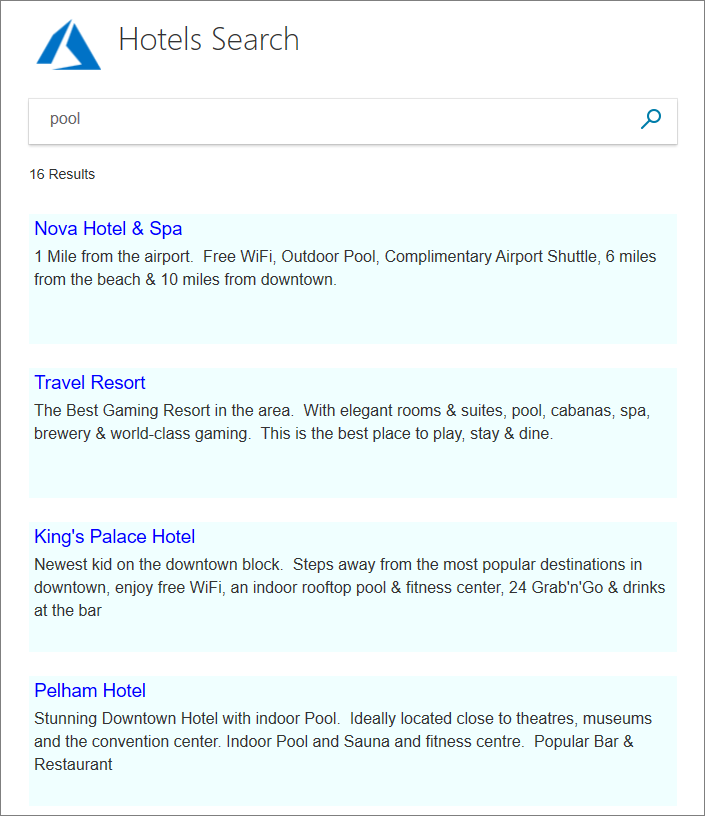 Hotels Search
pool
16 Results
Nova Hotel & Spa
1 Mile from the airport.  Free WiFi, Outdoor Pool, Complimentary Airport Shuttle, 6 miles
from the beach & 10 miles from downtown.
Travel Resort
The Best Gaming Resort in the area.  With elegant rooms & suites, pool, cabanas, spa,
brewery & world-class gaming.  This is the best place to play, stay & dine.
King's Palace Hotel
Newest kid on the downtown block.  Steps away from the most popular destinations in
downtown, enjoy free WiFi, an indoor rooftop pool & fitness center, 24 Grab'n'Go & drinks
at the bar
Pelham Hotel
Stunning Downtown Hotel with indoor Pool.  Ideally located close to theatres, museums
and the convention center. Indoor Pool and Sauna and fitness centre.  Popular Bar &
Restaurant